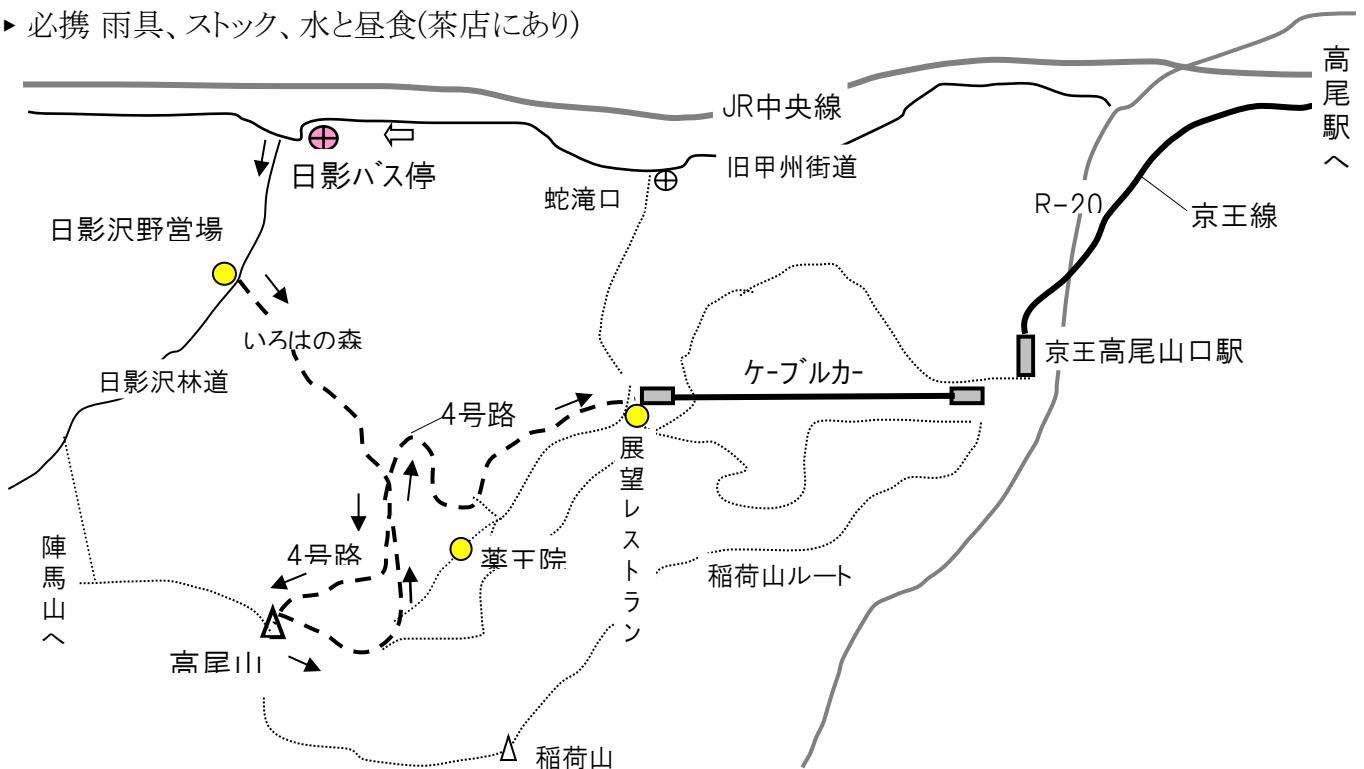 ▸ 必携 雨具、ストック、水と昼食(茶店にあり)
高尾駅へ
JR中央線
旧甲州街道
日影バス停
蛇滝口
R-20
京王線
日影沢野営場
いろはの森
日影沢林道
ケーブルカー
京王高尾山口駅
4号路
展望レストラン
陣馬山へ
4号路
薬王院
稲荷山ルート
高尾山
稲荷山